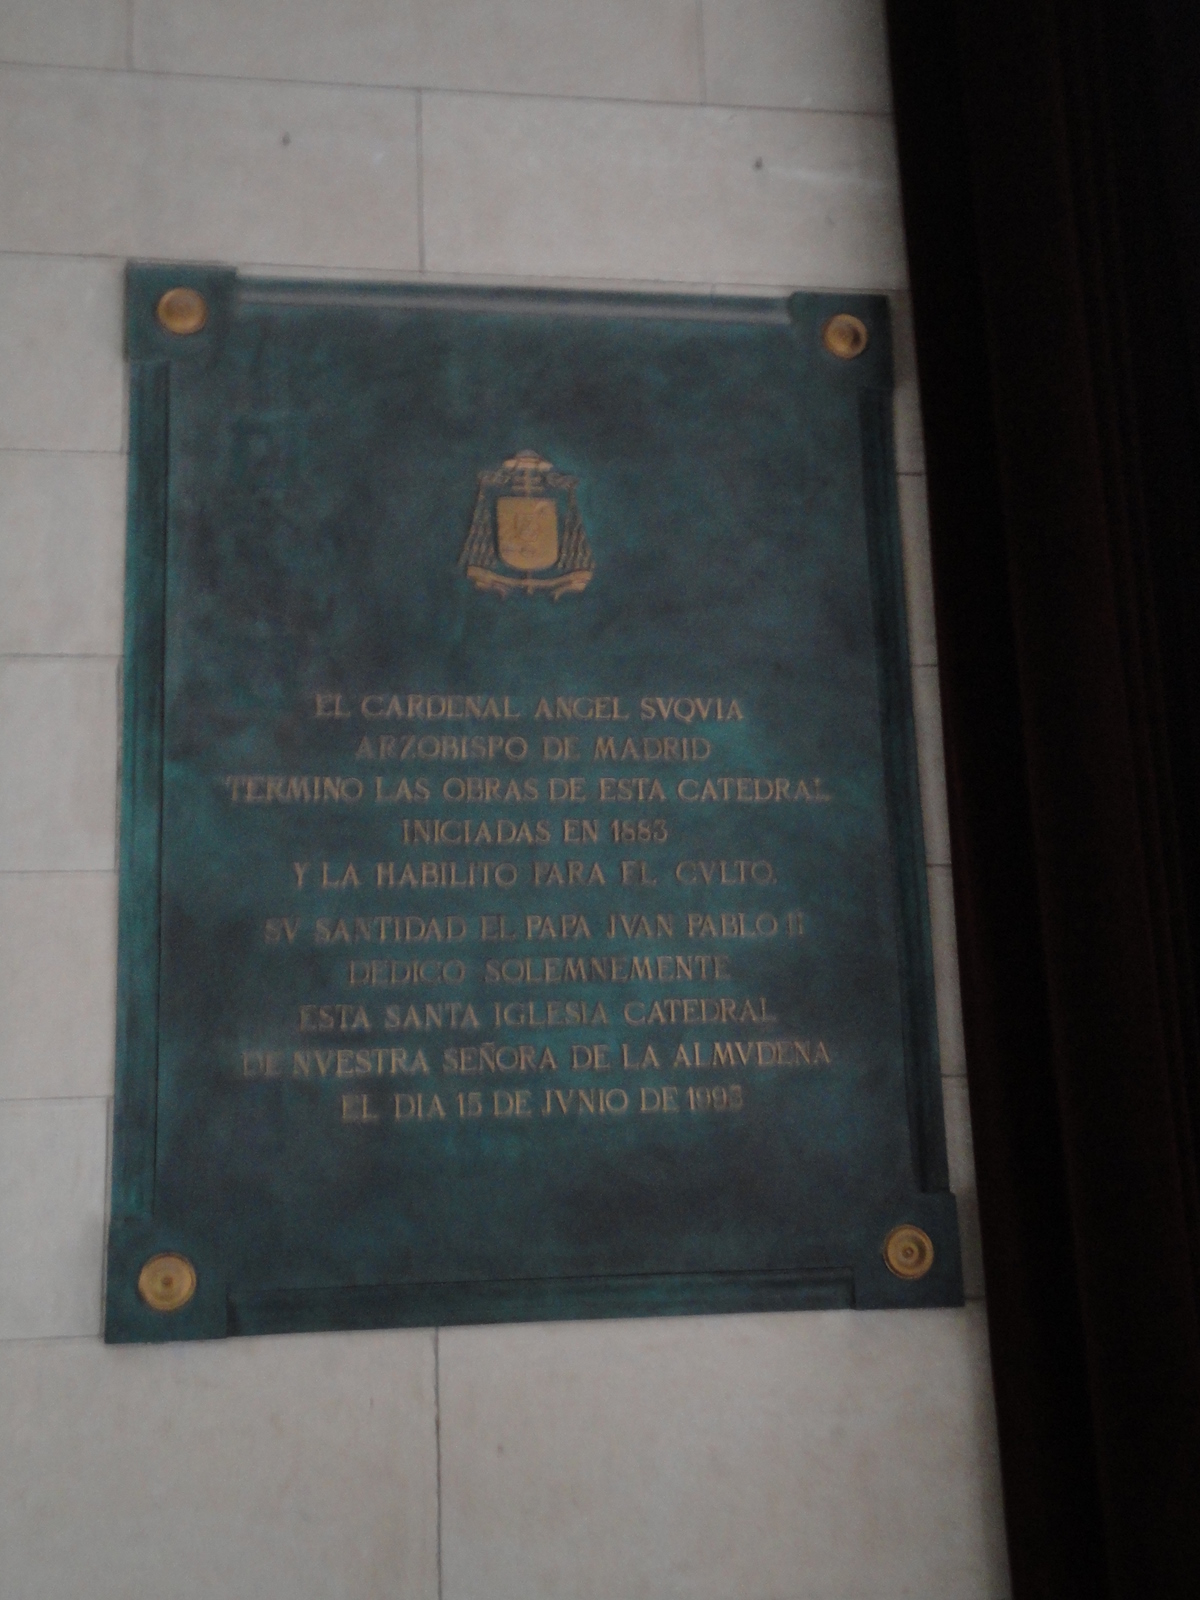 EL CARDENAL ANGEL SVQVIA
ARZOBISPO DE MADRID
TERMINO LAS OBRAS DE ESTA CATEDRAL
INICIADAS EN 1883
Y LA HABILITO PARA EL CVLTO.
SV SANTIDAD EL PAPA JVAN PABLO II
DEDICO SOLEMNEMENTE
ESTA SANTA IGLESIA CATEDRAL
DE NVESTRA SEÑORA DE LA ALMVDENA
EL DIA 15 DE JVNIO DE 1993